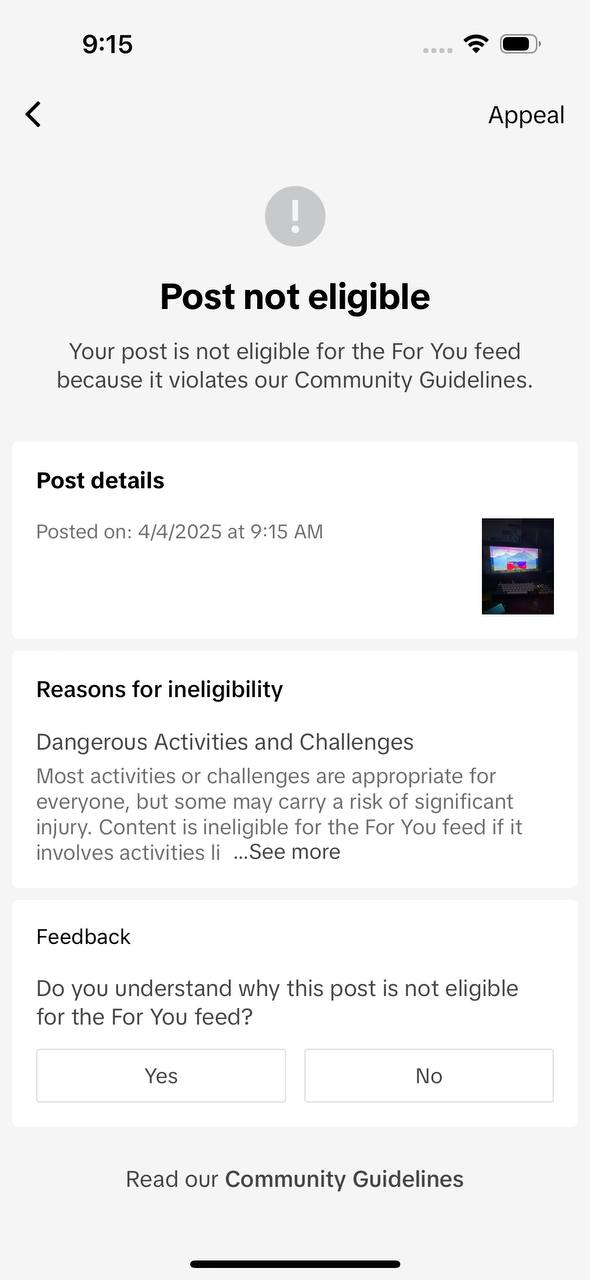 9:15
Appeal
Post not eligible
Your post is not eligible for the For You feed
because it violates our Community Guidelines.
Post details
Posted on: 4/4/2025 at 9:15 AM
Reasons for ineligibility
Dangerous Activities and Challenges
Most activities or challenges are appropriate for
everyone, but some may carry a risk of significant
injury. Content is ineligible for the For You feed if it
involves activities li ...See more
Feedback
Do you understand why this post is not eligible
for the For You feed?
Yes
No
Read our Community Guidelines